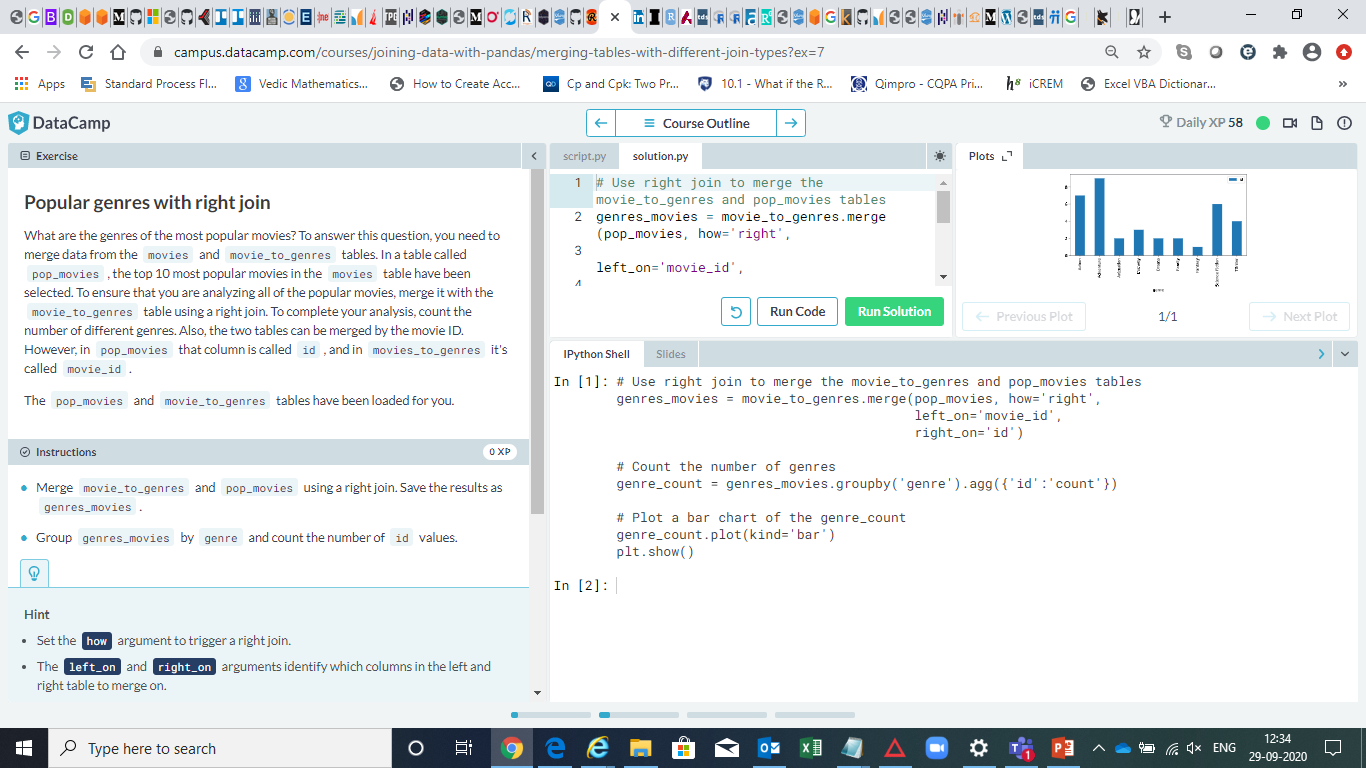 campus.datacamp.com/courses/joining-data-with-pandas/merging-tables-with-different-join-types?ex=7
Apps
Standard Process Fl...
Vedic Mathematics...
How to Create Acc...
Cp and Cpk: Two Pr...
10.1 - What if the R...
Qimpro - CQPA Pri...
iCREM
Excel VBA Dictionar...
DataCamp
Course Outline
Daily XP 58
Exercise
script.py
solution.py
Plots
Popular genres with right join
What are the genres of the most popular movies? To answer this question, you need to
merge data from the movies and movie_to_genres tables. In a table called
pop_movies , the top 10 most popular movies in the movies table have been
selected. To ensure that you are analyzing all of the popular movies, merge it with the
movie_to_genres table using a right join. To complete your analysis, count the
number of different genres. Also, the two tables can be merged by the movie ID.
However, in pop_movies that column is called id , and in movies_to_genres it's
called movie_id .
The pop_movies and movie_to_genres tables have been loaded for you.
Instructions
0 XP
Merge movie_to_genres and pop_movies using a right join. Save the results as
genres_movies .
Group genres_movies by genre and count the number of id values.
Hint
Set the how argument to trigger a right join.
The left_on and right_on arguments identify which columns in the left and
right table to merge on.
1 # Use right join to merge the
movie_to_genres and pop_movies tables
2 genres_movies = movie_to_genres.merge
(pop_movies, how='right',
3
left_on='movie_id',
4
Run Code
Run Solution
Previous Plot
1/1
Next Plot
IPython Shell
Slides
In [1]: # Use right join to merge the movie_to_genres and pop_movies tables
genres_movies = movie_to_genres.merge(pop_movies, how='right',
left_on='movie_id',
right_on='id')
# Count the number of genres
genre_count = genres_movies.groupby('genre').agg({'id':'count'})
# Plot a bar chart of the genre_count
genre_count.plot(kind='bar')
plt.show()
In [2]:
Type here to search
ENG
12:34
29-09-2020